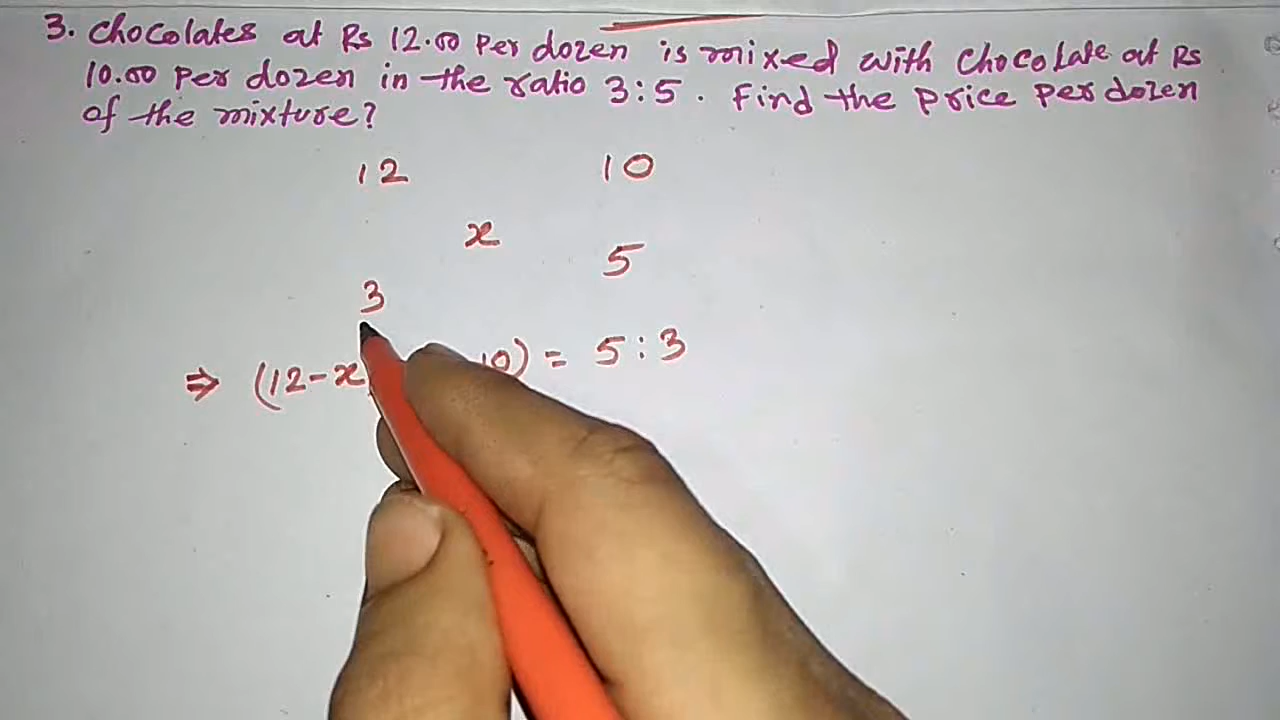 3. Chocolates at Rs 12.00 Per dozen is mixed with Chocolate at Rs
10.00 Per dozen in the ratio 3:5. Find the price per dozen
of the mixture?
12 10
x
5
3
⇒ (12-x 10) = 5:3